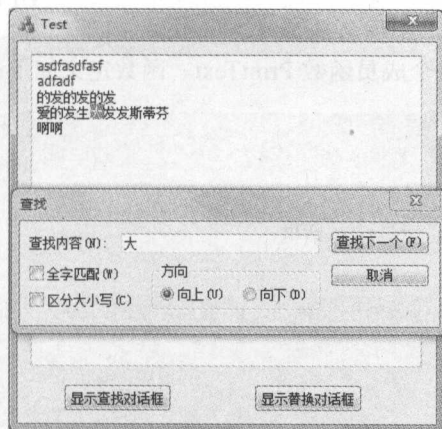 Test
asdfasdfasf
adfadf
的发的发的发
爱的发生发发斯蒂芬
啊啊
查找
查找内容(N): 大 查找下一个(F)
全字匹配(W) 方向 取消
区分大小写(C) 向上(U) 向下(D)
显示查找对话框 显示替换对话框